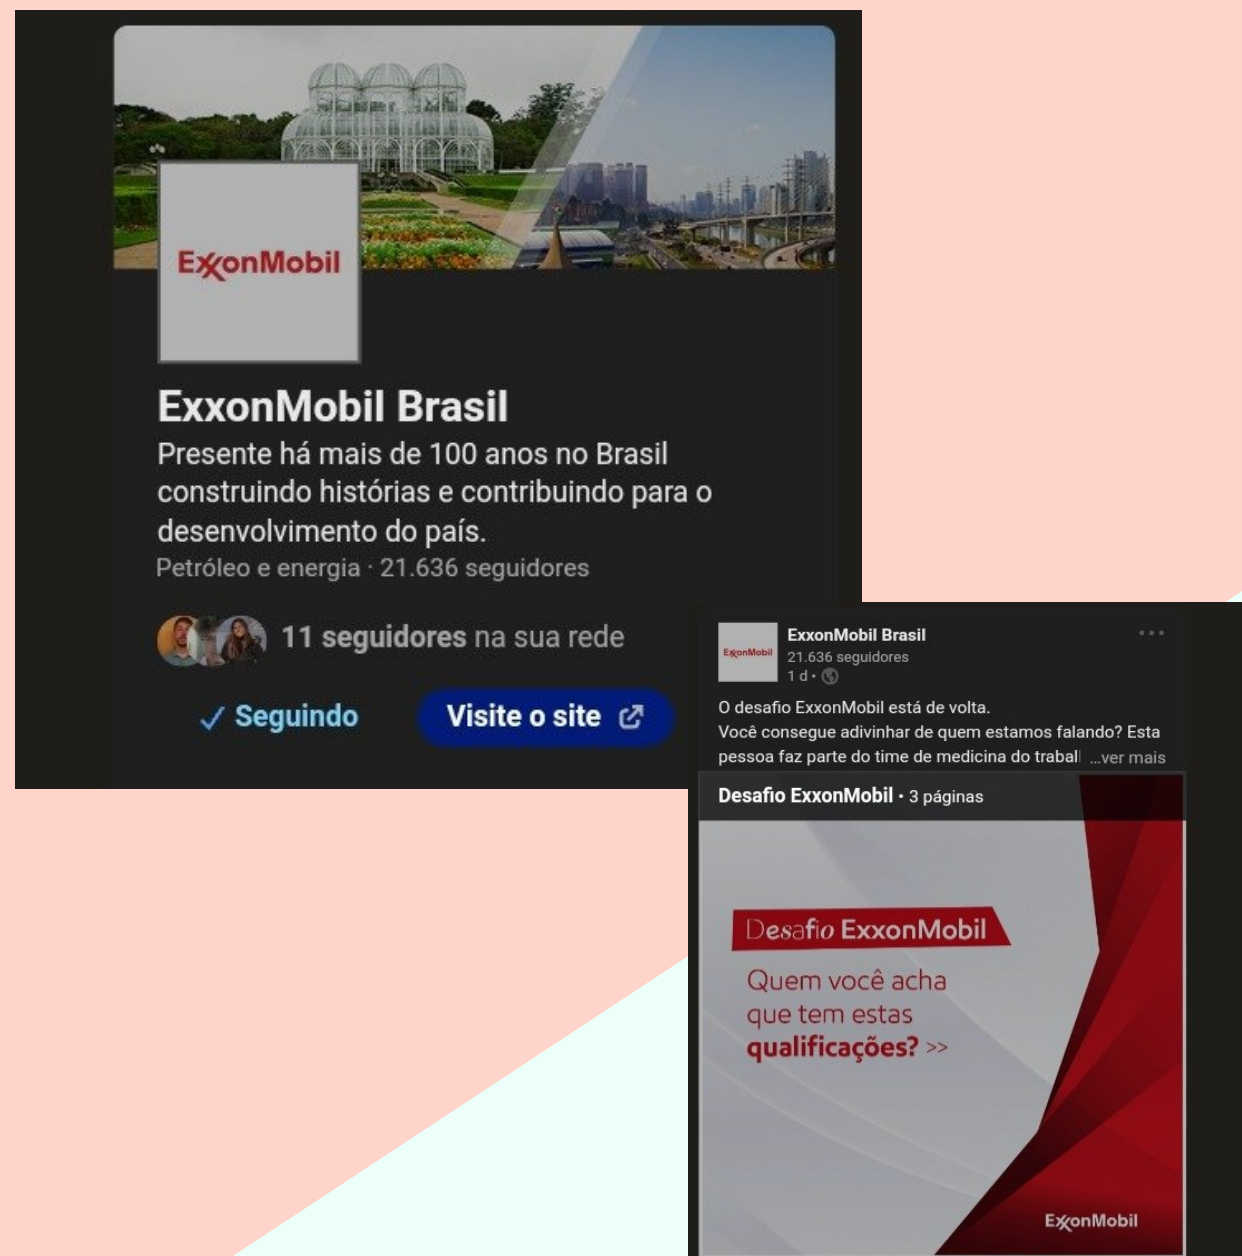 ExxonMobil
ExxonMobil Brasil
Presente há mais de 100 anos no Brasil
construindo histórias e contribuindo para o
desenvolvimento do país.
Petróleo e energia · 21.636 seguidores
11 seguidores na sua rede
Seguindo
Visite o site
ExxonMobil
ExxonMobil Brasil
21.636 seguidores
1 d •
O desafio ExxonMobil está de volta.
Você consegue adivinhar de quem estamos falando? Esta
pessoa faz parte do time de medicina do trabal ...ver mais
Desafio ExxonMobil • 3 páginas
Desafio ExxonMobil
Quem você acha
que tem estas
qualificações? >>
ExxonMobil